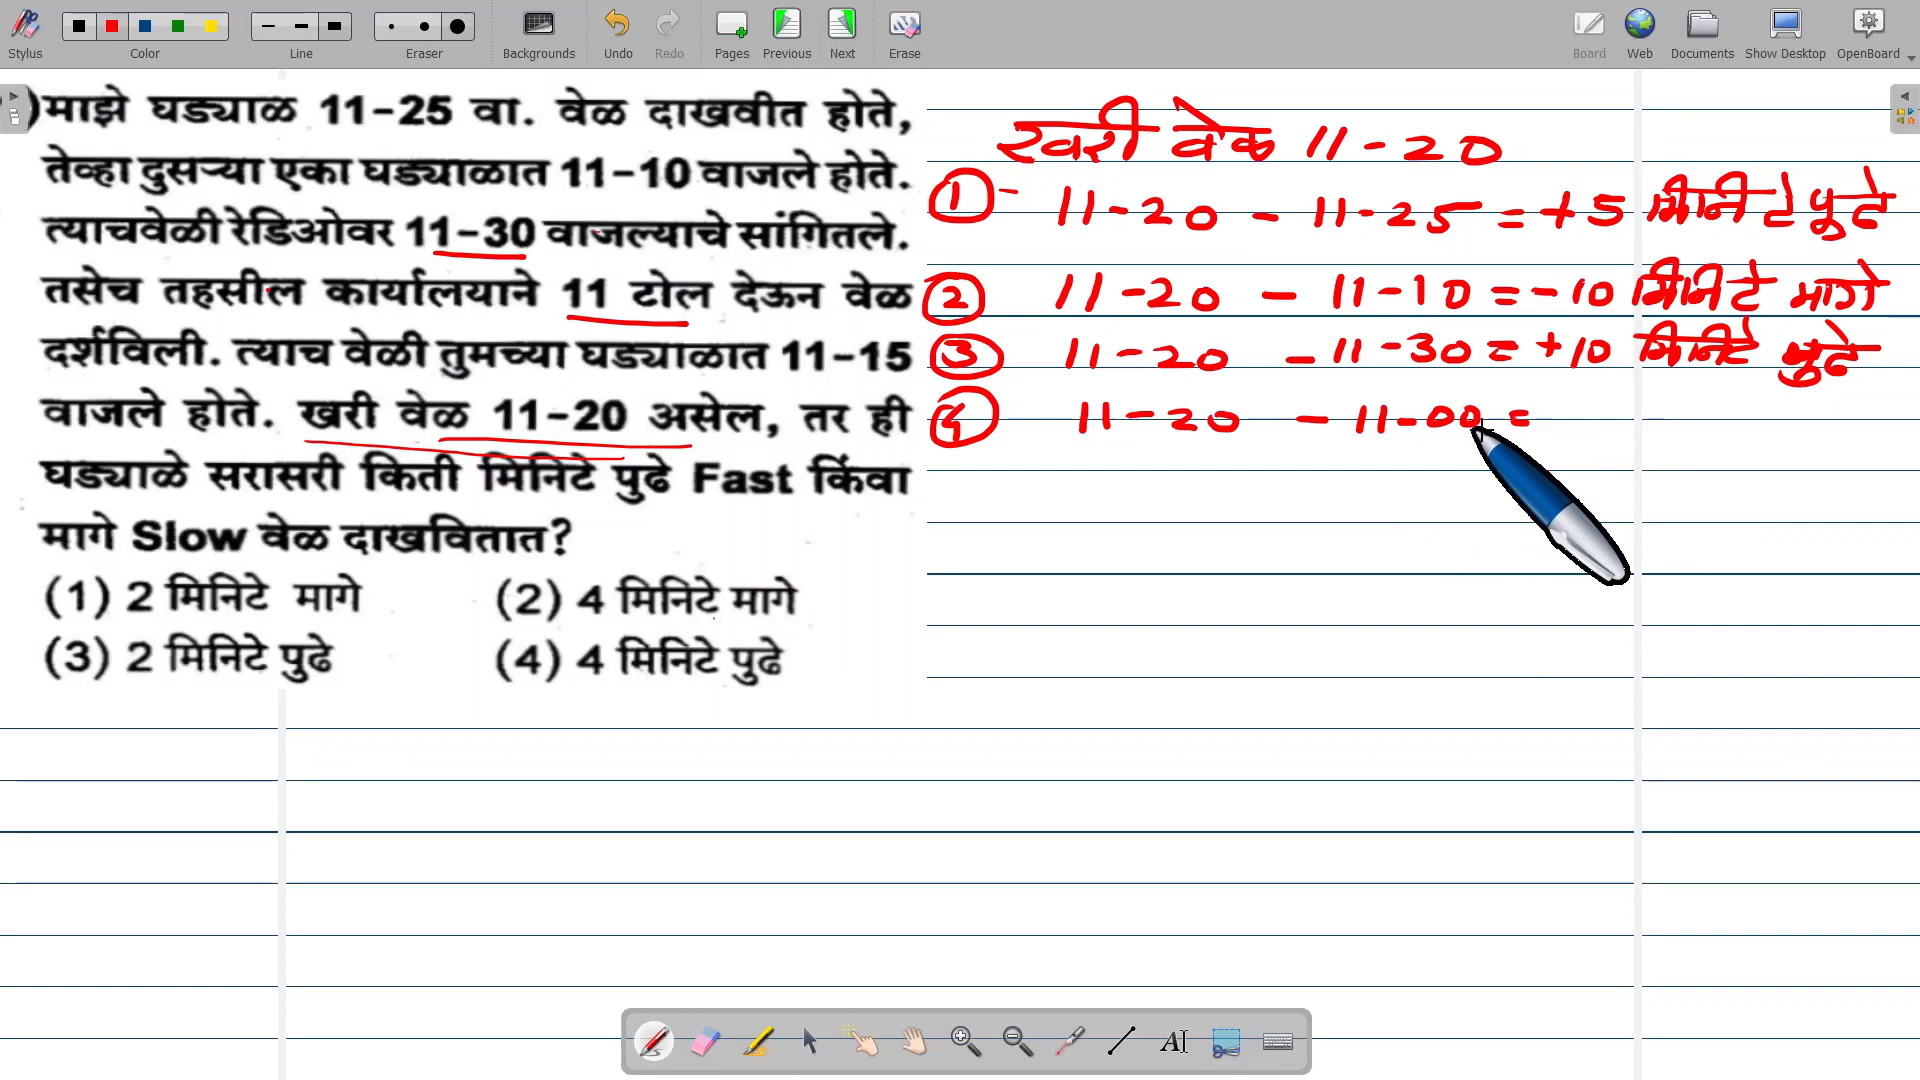 Stylus Color Line Eraser Backgrounds Undo Redo Pages Previous Next Erase Board Web Documents Show Desktop OpenBoard
)माझे घड्याळ 11-25 वा. वेळ दाखवीत होते,
तेव्हा दुसऱ्या एका घड्याळात 11-10 वाजले होते.
त्याचवेळी रेडिओवर 11-30 वाजल्याचे सांगितले.
तसेच तहसील कार्यालयाने 11 टोल देऊन वेळ
दर्शविली. त्याच वेळी तुमच्या घड्याळात 11-15
वाजले होते. खरी वेळ 11-20 असेल, तर ही
घड्याळे सरासरी किती मिनिटे पुढे Fast किंवा
मागे Slow वेळ दाखवितात?
(1) 2 मिनिटे मागे (2) 4 मिनिटे मागे
(3) 2 मिनिटे पुढे (4) 4 मिनिटे पुढे
खरी वेळ 11-20
① - 11-20 - 11-25 = +5 मिनिटे पुढे
② 11-20 - 11-10 = -10 मिनिटे मागे
③ 11-20 - 11-30 = +10 मिनिटे पुढे
④ 11-20 - 11-00 =